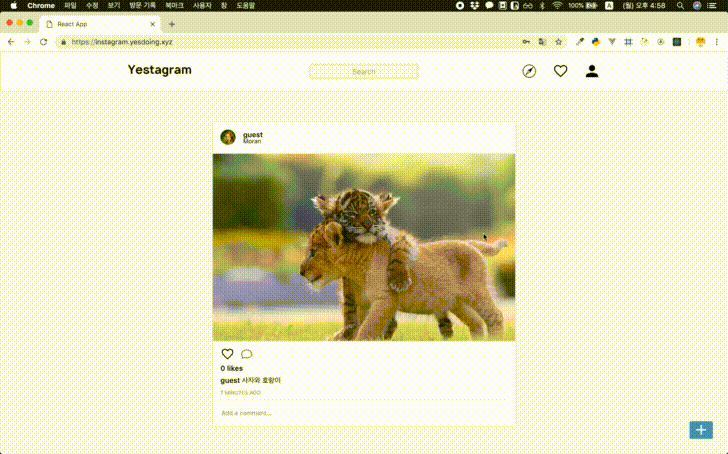 Chrome 파일 수정 보기 방문 기록 북마크 사용자 창 도움말 100% (월) 오후 4:58
React App
https://instagram.yesdoing.xyz
Yestagram
Search
guest
Moran
0 likes
guest 사자와 호랑이
7 MINUTES AGO
Add a comment...